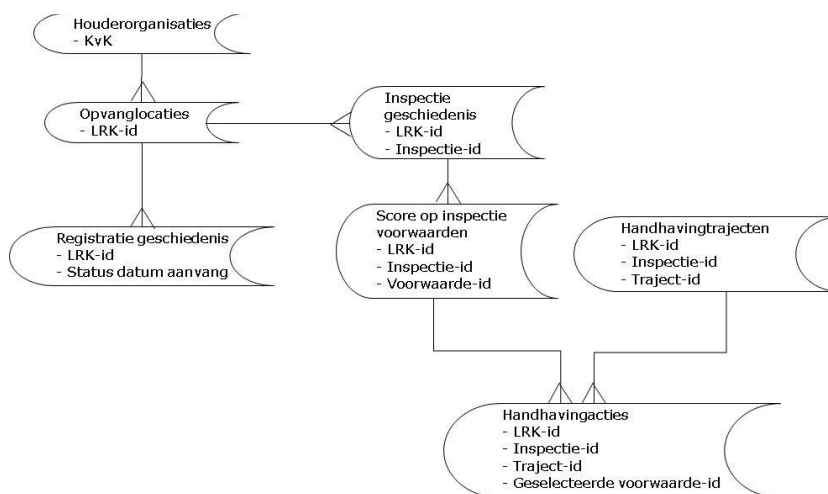 Houderorganisaties
- KvK
Opvanglocaties
- LRK-id
Inspectie
geschiedenis
- LRK-id
- Inspectie-id
Registratie geschiedenis
- LRK-id
- Status datum aanvang
Score op inspectie
voorwaarden
- LRK-id
- Inspectie-id
- Voorwaarde-id
Handhavingtrajecten
- LRK-id
- Inspectie-id
- Traject-id
Handhavingacties
- LRK-id
- Inspectie-id
- Traject-id
- Geselecteerde voorwaarde-id